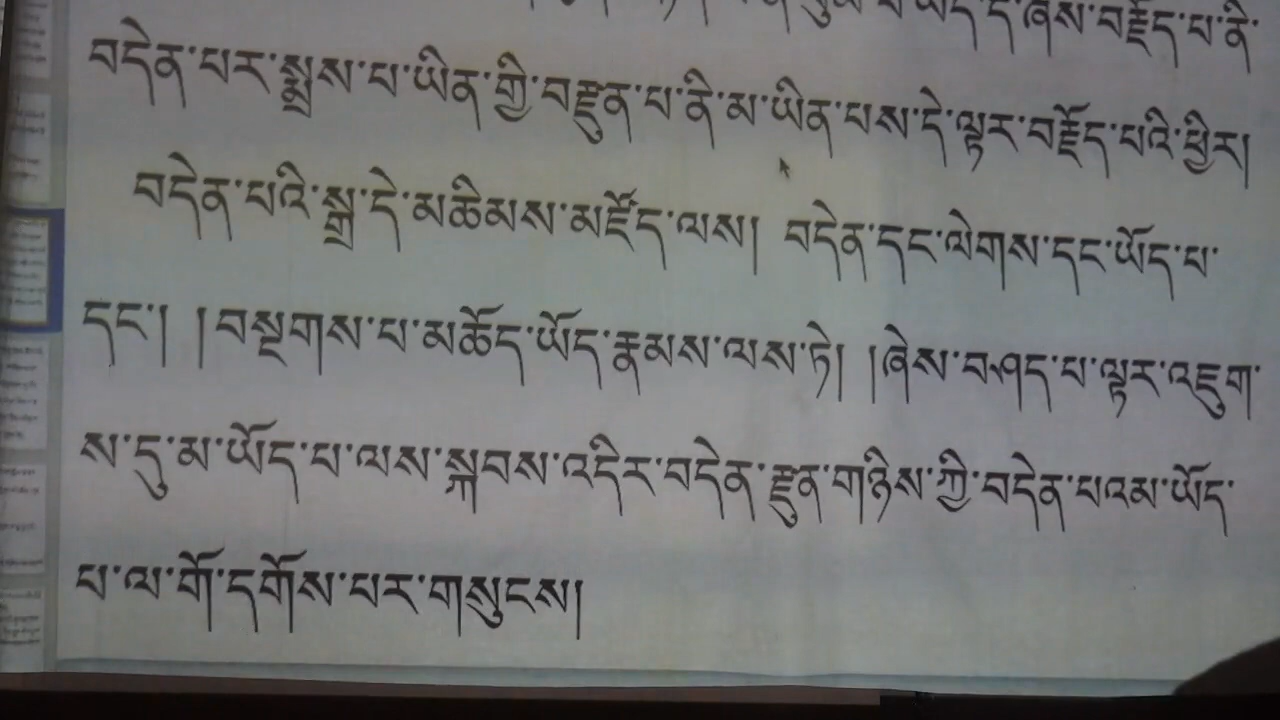 ཡོད་ད་ཞེས་བརྗོད་པ་ནི་
བདེན་པར་སྨྲས་པ་ཡིན་གྱི་བརྫུན་པ་ནི་མ་ཡིན་པས་དེ་ལྟར་བརྗོད་པའི་ཕྱིར།
བདེན་པའི་སྒྲ་དེ་མཆིམས་མཛོད་ལས། བདེན་དང་ལེགས་དང་ཡོད་པ་
དང་། །བསྔགས་པ་མཆོད་ཡོད་རྣམས་ལས་ཏེ། །ཞེས་བཤད་པ་ལྟར་འཇུག་
ས་དུ་མ་ཡོད་པ་ལས་སྐབས་འདིར་བདེན་རྫུན་གཉིས་ཀྱི་བདེན་པའམ་ཡོད་
པ་ལ་གོ་དགོས་པར་གསུངས།